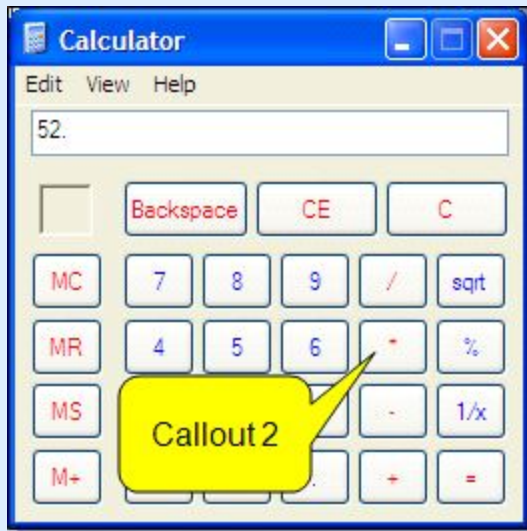 Calculator
Edit View Help
52.
Backspace CE C
MC 7 8 9 / sqrt
MR 4 5 6 * %
MS - 1/x
Callout 2
M+ . + =